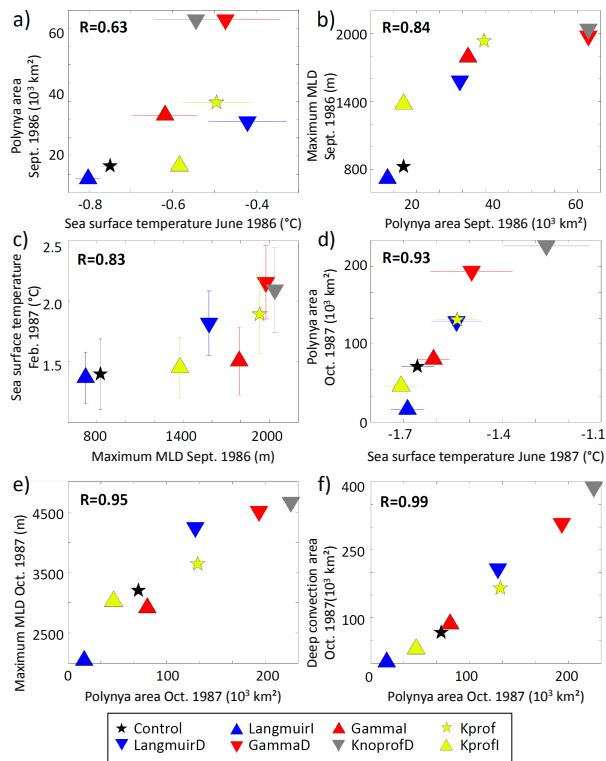 a)
R=0.63
60
40
20
Polynya area
Sept. 1986 (10³ km²)
-0.8
-0.6
-0.4
Sea surface temperature June 1986 (°C)
b)
R=0.84
2000
1400
800
Maximum MLD
Sept. 1986 (m)
20
40
60
Polynya area Sept. 1986 (10³ km²)
c)
R=0.83
2.5
2.0
1.5
Sea surface temperature
Feb. 1987 (°C)
800
1400
2000
Maximum MLD Sept. 1986 (m)
d)
R=0.93
200
100
0
Polynya area
Oct. 1987 (10³ km²)
-1.7
-1.4
-1.1
Sea surface temperature June 1987 (°C)
e)
R=0.95
4500
3500
2500
Maximum MLD Oct. 1987 (m)
0
100
200
Polynya area Oct. 1987 (10³ km²)
f)
R=0.99
400
250
100
Deep convection area
Oct. 1987(10³ km²)
0
100
200
Polynya area Oct. 1987 (10³ km²)
Control
LangmuirI
GammaI
Kprof
LangmuirD
GammaD
KnoprofD
KprofI